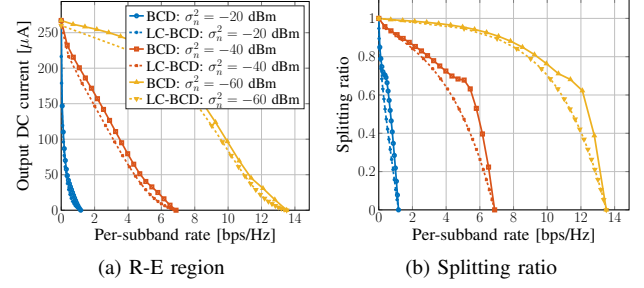 Output DC current [μA]
250
200
150
100
50
0
BCD: σ_n^2 = −20 dBm
LC-BCD: σ_n^2 = −20 dBm
BCD: σ_n^2 = −40 dBm
LC-BCD: σ_n^2 = −40 dBm
BCD: σ_n^2 = −60 dBm
LC-BCD: σ_n^2 = −60 dBm
0 2 4 6 8 10 12 14
Per-subband rate [bps/Hz]
(a) R-E region
Splitting ratio
1
0.8
0.6
0.4
0.2
0
0 2 4 6 8 10 12 14
Per-subband rate [bps/Hz]
(b) Splitting ratio